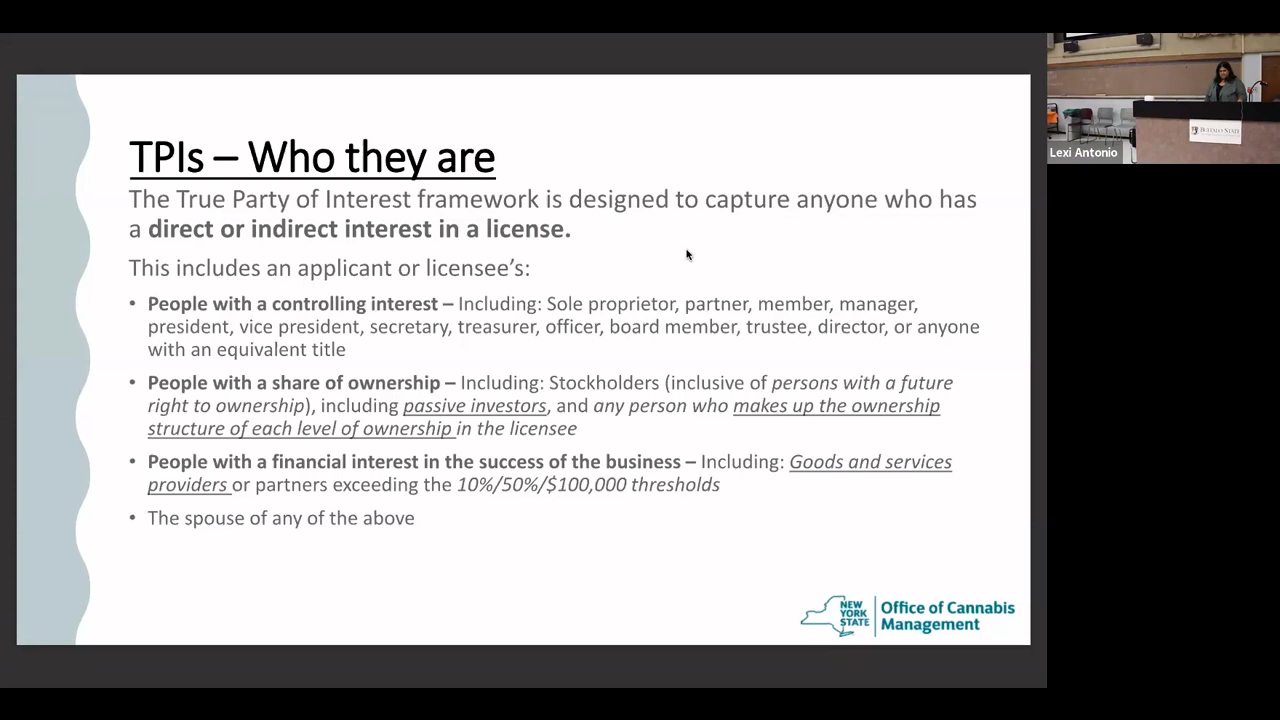 TPIs – Who they are
The True Party of Interest framework is designed to capture anyone who has
a direct or indirect interest in a license.
This includes an applicant or licensee’s:
• People with a controlling interest – Including: Sole proprietor, partner, member, manager,
president, vice president, secretary, treasurer, officer, board member, trustee, director, or anyone
with an equivalent title
• People with a share of ownership – Including: Stockholders (inclusive of persons with a future
right to ownership), including passive investors, and any person who makes up the ownership
structure of each level of ownership in the licensee
• People with a financial interest in the success of the business – Including: Goods and services
providers or partners exceeding the 10%/50%/$100,000 thresholds
• The spouse of any of the above
NEW
YORK
STATE
Office of Cannabis
Management
Lexi Antonio
BUFFALO STATE